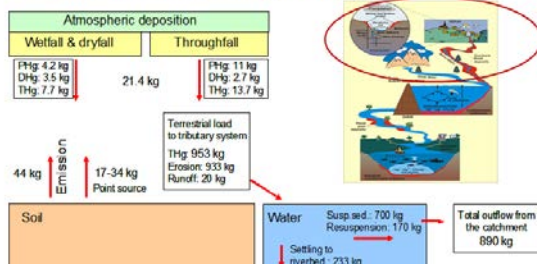 Atmospheric deposition
Wetfall & dryfall
Throughfall
PHg: 4.2 kg
DHg: 3.5 kg
THg: 7.7 kg
21.4 kg
PHg: 11 kg
DHg: 2.7 kg
THg: 13.7 kg
Terrestrial load
to tributary system
THg: 953 kg
Erosion: 933 kg
Runoff: 20 kg
44 kg
Emission
17-34 kg
Point source
Soil
Water
Susp.sed.: 700 kg
Resuspension: 170 kg
Settling to
riverbed.: 233 kg
Total outflow from
the catchment
890 kg